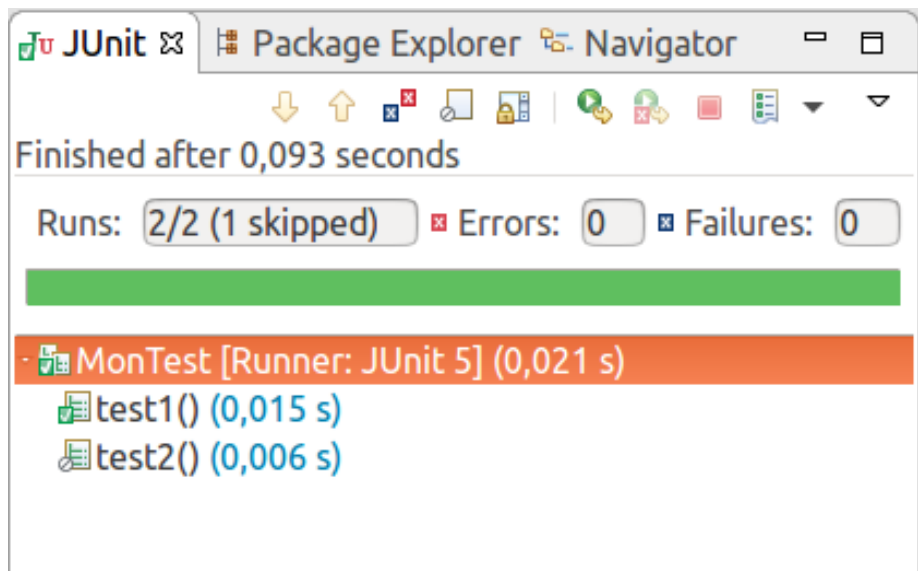 JUnit Package Explorer Navigator
Finished after 0,093 seconds
Runs: 2/2 (1 skipped) Errors: 0 Failures: 0
MonTest [Runner: JUnit 5] (0,021 s)
test1() (0,015 s)
test2() (0,006 s)